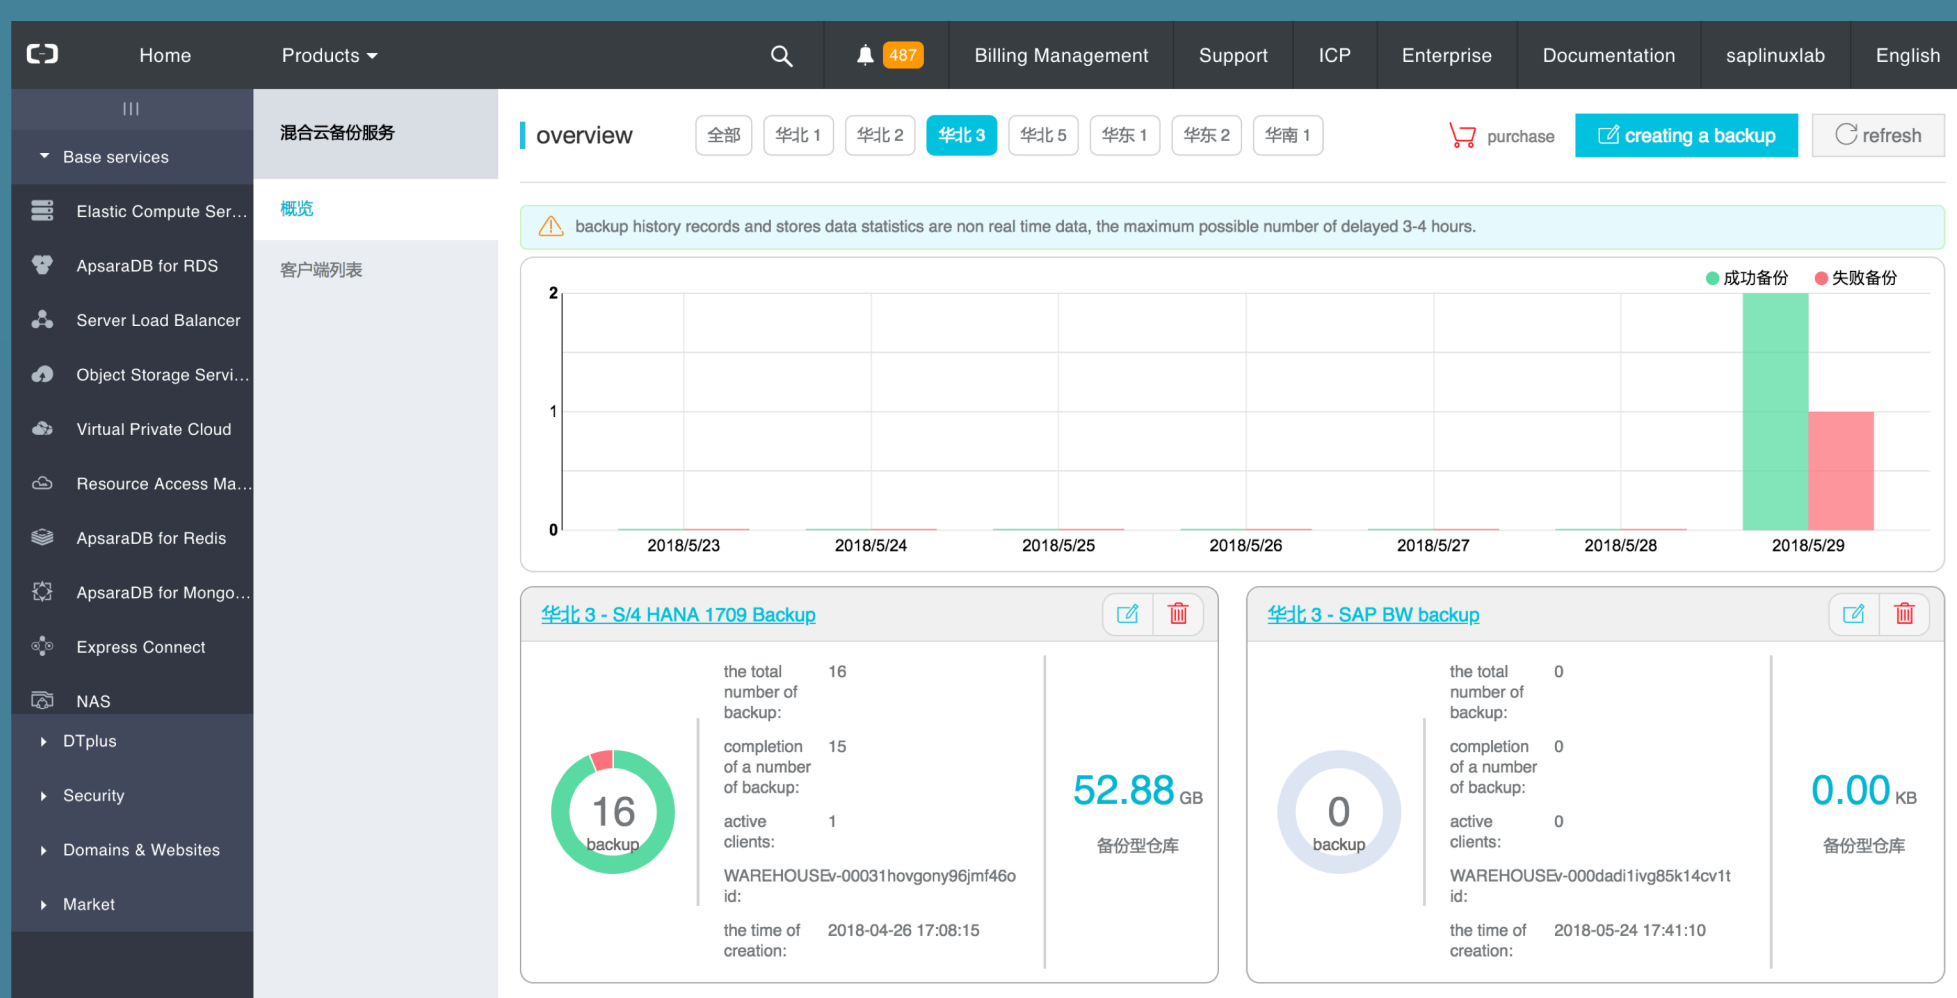 Home
Products
487
Billing Management
Support
ICP
Enterprise
Documentation
saplinuxlab
English
Base services
Elastic Compute Ser...
ApsaraDB for RDS
Server Load Balancer
Object Storage Servi...
Virtual Private Cloud
Resource Access Ma...
ApsaraDB for Redis
ApsaraDB for Mongo...
Express Connect
NAS
DTplus
Security
Domains & Websites
Market
混合云备份服务
概览
客户端列表
overview
全部
华北 1
华北 2
华北 3
华北 5
华东 1
华东 2
华南 1
purchase
creating a backup
refresh
backup history records and stores data statistics are non real time data, the maximum possible number of delayed 3-4 hours.
成功备份
失败备份
2
1
0
2018/5/23
2018/5/24
2018/5/25
2018/5/26
2018/5/27
2018/5/28
2018/5/29
华北 3 - S/4 HANA 1709 Backup
16
backup
the total 16
number of
backup:
completion 15
of a number
of backup:
active 1
clients:
WAREHOUSE v-00031hovgony96jmf46o
id:
the time of 2018-04-26 17:08:15
creation:
52.88 GB
备份型仓库
华北 3 - SAP BW backup
0
backup
the total 0
number of
backup:
completion 0
of a number
of backup:
active 0
clients:
WAREHOUSE v-000dadi1ivg85k14cv1t
id:
the time of 2018-05-24 17:41:10
creation:
0.00 KB
备份型仓库